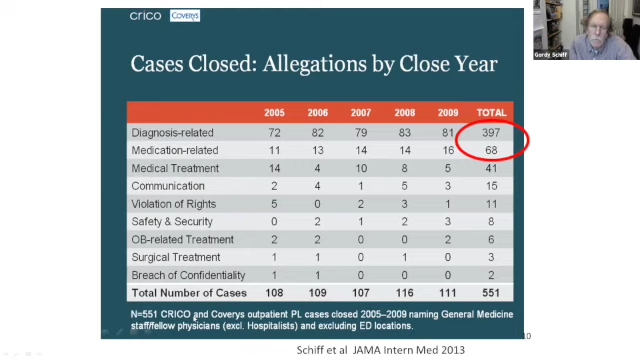 crico COVERYS
Cases Closed: Allegations by Close Year
2005 2006 2007 2008 2009 TOTAL
Diagnosis-related 72 82 79 83 81 397
Medication-related 11 13 14 14 16 68
Medical Treatment 14 4 10 8 5 41
Communication 2 4 1 5 3 15
Violation of Rights 5 0 2 3 1 11
Safety & Security 0 2 1 2 3 8
OB-related Treatment 2 2 0 0 2 6
Surgical Treatment 1 1 0 1 0 3
Breach of Confidentiality 1 1 0 0 0 2
Total Number of Cases 108 109 107 116 111 551
N=551 CRICO and Coverys outpatient PL cases closed 2005–2009 naming General Medicine
staff/fellow physicians (excl. Hospitalists) and excluding ED locations.
10
Schiff et al JAMA Intern Med 2013
Gordy Schiff